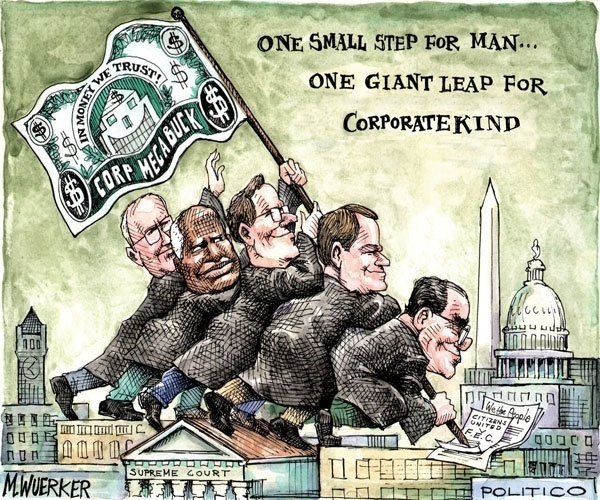 ONE SMALL STEP FOR MAN...
ONE GIANT LEAP FOR
CORPORATEKIND
IN MONEY WE TRUST!
CORP MEGABUCK
We the People
CITIZENS
UNITED
V.
F.E.C.
SUPREME COURT
M.WUERKER
POLITICO